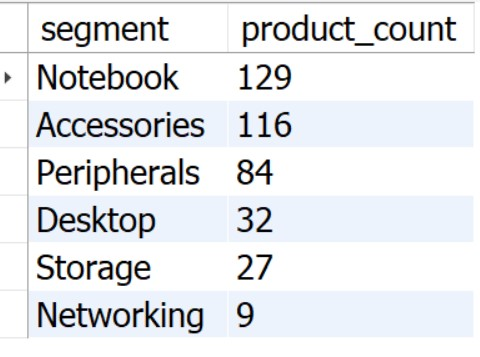 segment product_count
Notebook 129
Accessories 116
Peripherals 84
Desktop 32
Storage 27
Networking 9